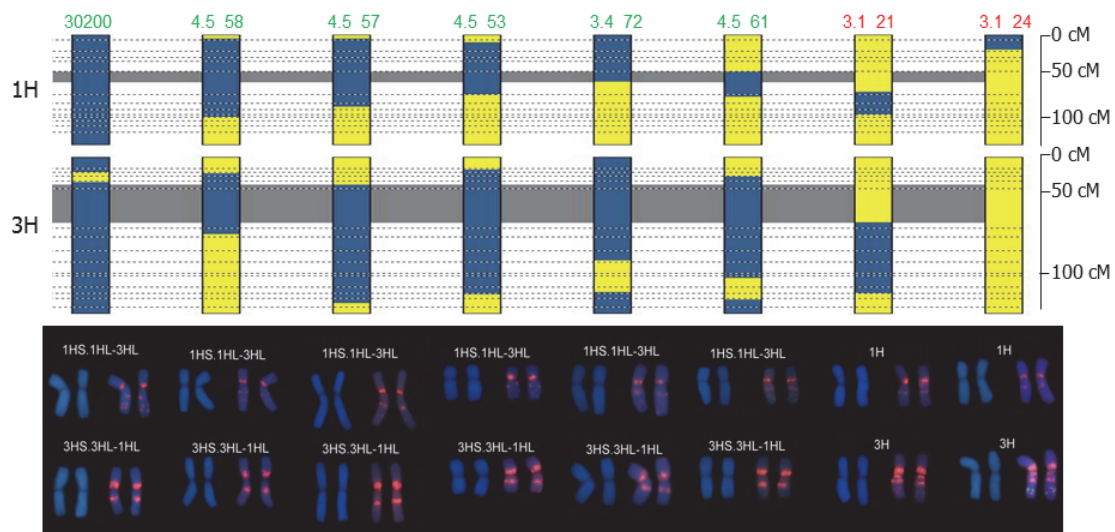 30200 4.5 58 4.5 57 4.5 53 3.4 72 4.5 61 3.1 21 3.1 24
0 cM
1H
50 cM
100 cM
0 cM
3H
50 cM
100 cM
1HS.1HL-3HL 1HS.1HL-3HL 1HS.1HL-3HL 1HS.1HL-3HL 1HS.1HL-3HL 1HS.1HL-3HL 1H 1H
3HS.3HL-1HL 3HS.3HL-1HL 3HS.3HL-1HL 3HS.3HL-1HL 3HS.3HL-1HL 3HS.3HL-1HL 3H 3H